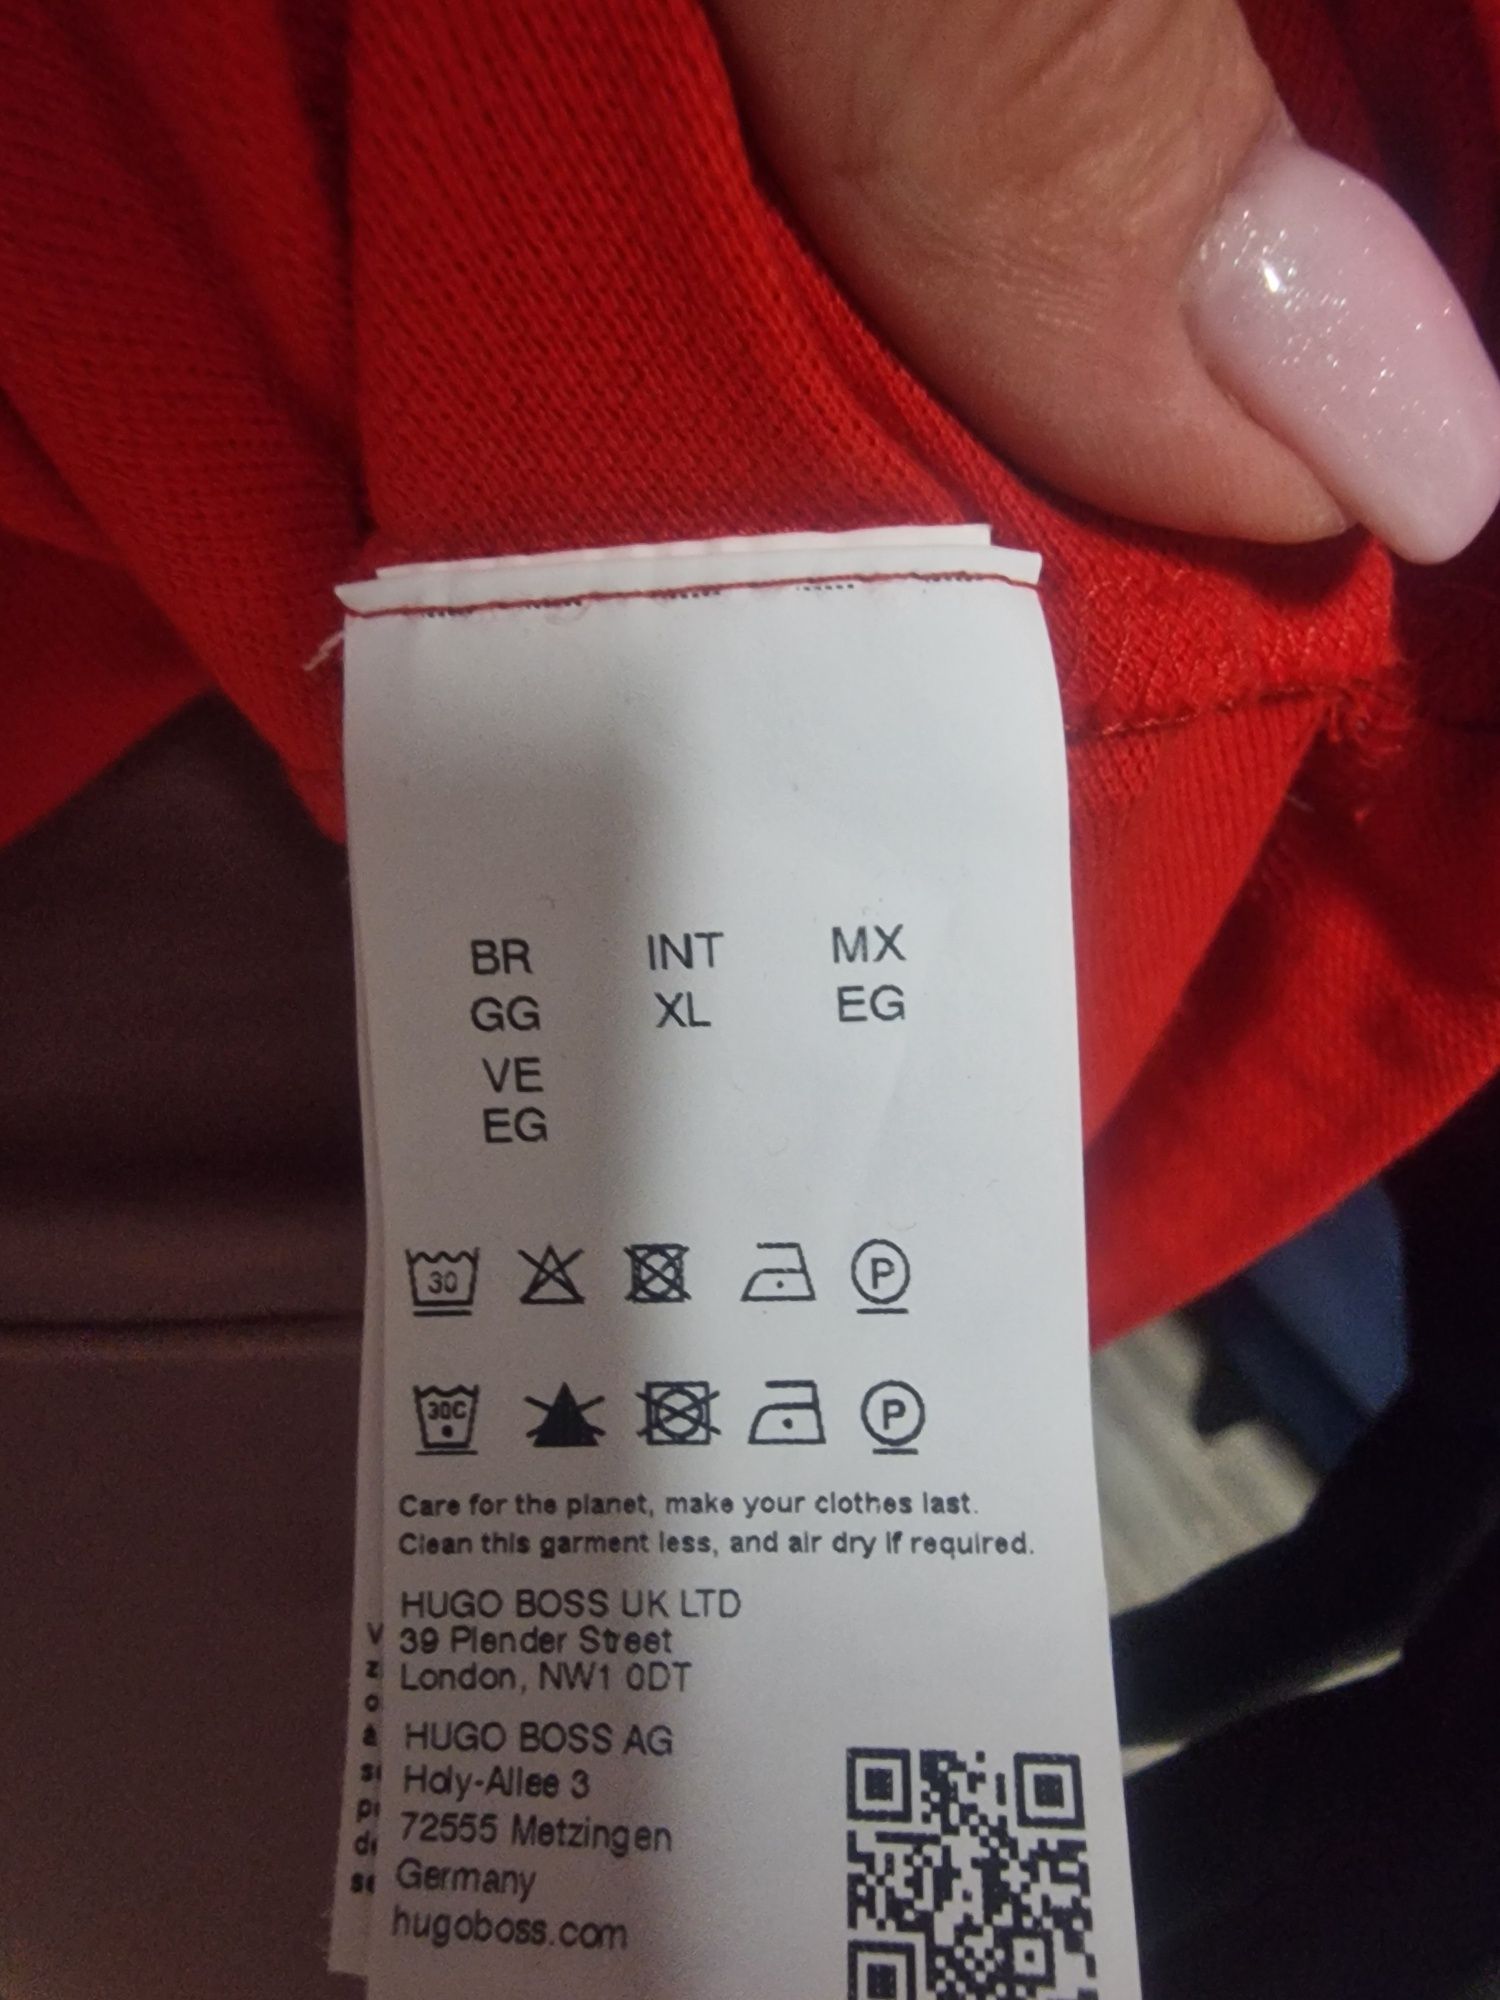 BR INT MX
GG XL EG
VE
EG
30 P
30C P
Care for the planet, make your clothes last.
Clean this garment less, and air dry if required.
HUGO BOSS UK LTD
39 Plender Street
London, NW1 0DT
HUGO BOSS AG
Holy-Allee 3
72555 Metzingen
Germany
hugoboss.com